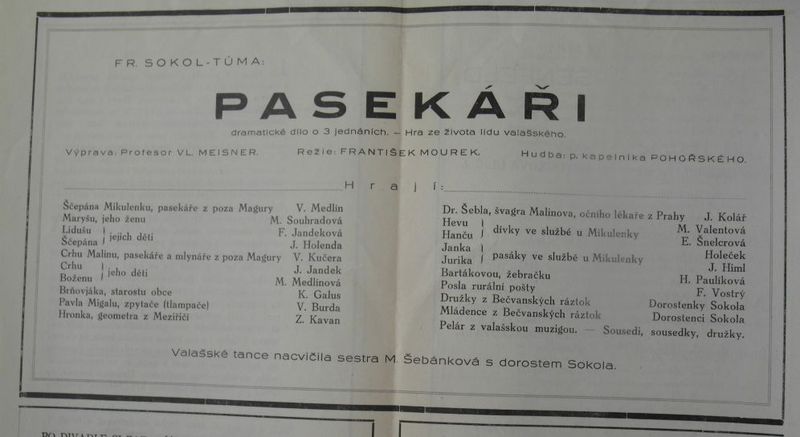 FR. SOKOL-TŮMA:
PASEKÁŘI
dramatické dílo o 3 jednáních. — Hra ze života lidu valašského.
Výprava: Profesor VL. MEISNER. Režie: FRANTIŠEK MOUREK. Hudba: p. kapelníka POHOŘSKÉHO.
Hrají:
Ščepána Mikulenku, pasekáře z poza Magury V. Medlín
Maryšu, jeho ženu M. Souhradová
Lidušu } jejich děti F. Jandeková
Ščepána } J. Holenda
Crhu Malinu, pasekáře a mlynáře z poza Magury V. Kučera
Crhu } jeho děti J. Jandek
Boženu } M. Medlínová
Brňovjáka, starostu obce K. Galus
Pavla Migalu, zpytače (tlampače) V. Burda
Hronka, geometra z Meziříčí Z. Kavan
Dr. Šebla, švagra Malinova, očního lékaře z Prahy J. Kolář
Hevu } dívky ve službě u Mikulenky M. Valentová
Hanču } E. Šnelcrová
Janka } pasáky ve službě u Mikulenky Holeček
Jurika } J. Himl
Bartákovou, žebračku H. Paulíková
Posla rurální pošty F. Vostrý
Družky z Bečvanských ráztok Dorostenky Sokola
Mládence z Bečvanských ráztok Dorostenci Sokola
Pelár z valašskou muzigou. — Sousedi, sousedky, družky.
Valašské tance nacvičila sestra M. Šebánková s dorostem Sokola.